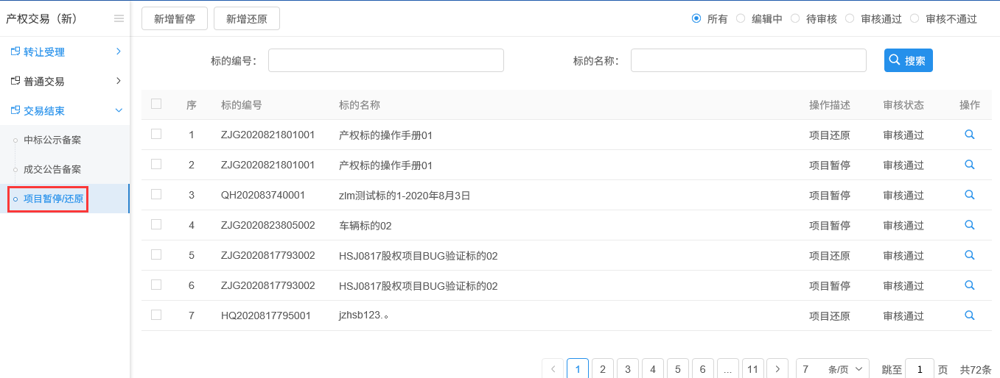 产权交易（新）
新增暂停 新增还原
所有 编辑中 待审核 审核通过 审核不通过
转让受理
普通交易
交易结束
中标公示备案
成交公告备案
项目暂停/还原
标的编号： 标的名称： 搜索
序 标的编号 标的名称 操作描述 审核状态 操作
1 ZJG2020821801001 产权标的操作手册01 项目还原 审核通过
2 ZJG2020821801001 产权标的操作手册01 项目暂停 审核通过
3 QH202083740001 zlm测试标的1-2020年8月3日 项目暂停 审核通过
4 ZJG2020823805002 车辆标的02 项目暂停 审核通过
5 ZJG2020817793002 HSJ0817股权项目BUG验证标的02 项目还原 审核通过
6 ZJG2020817793002 HSJ0817股权项目BUG验证标的02 项目暂停 审核通过
7 HQ2020817795001 jzhsb123.。 项目还原 审核通过
1 2 3 4 5 6 ... 11 7 条/页 跳至 1 页 共72条